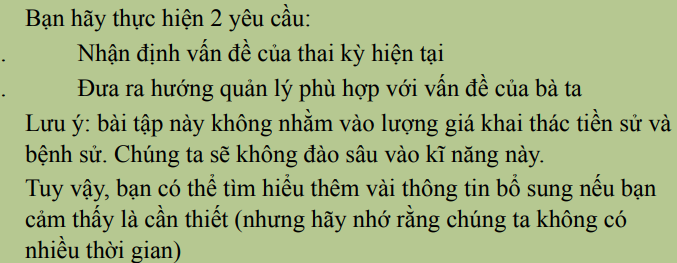 Bạn hãy thực hiện 2 yêu cầu:
. Nhận định vấn đề của thai kỳ hiện tại
. Đưa ra hướng quản lý phù hợp với vấn đề của bà ta
Lưu ý: bài tập này không nhằm vào lượng giá khai thác tiền sử và
bệnh sử. Chúng ta sẽ không đào sâu vào kĩ năng này.
Tuy vậy, bạn có thể tìm hiểu thêm vài thông tin bổ sung nếu bạn
cảm thấy là cần thiết (nhưng hãy nhớ rằng chúng ta không có
nhiều thời gian)